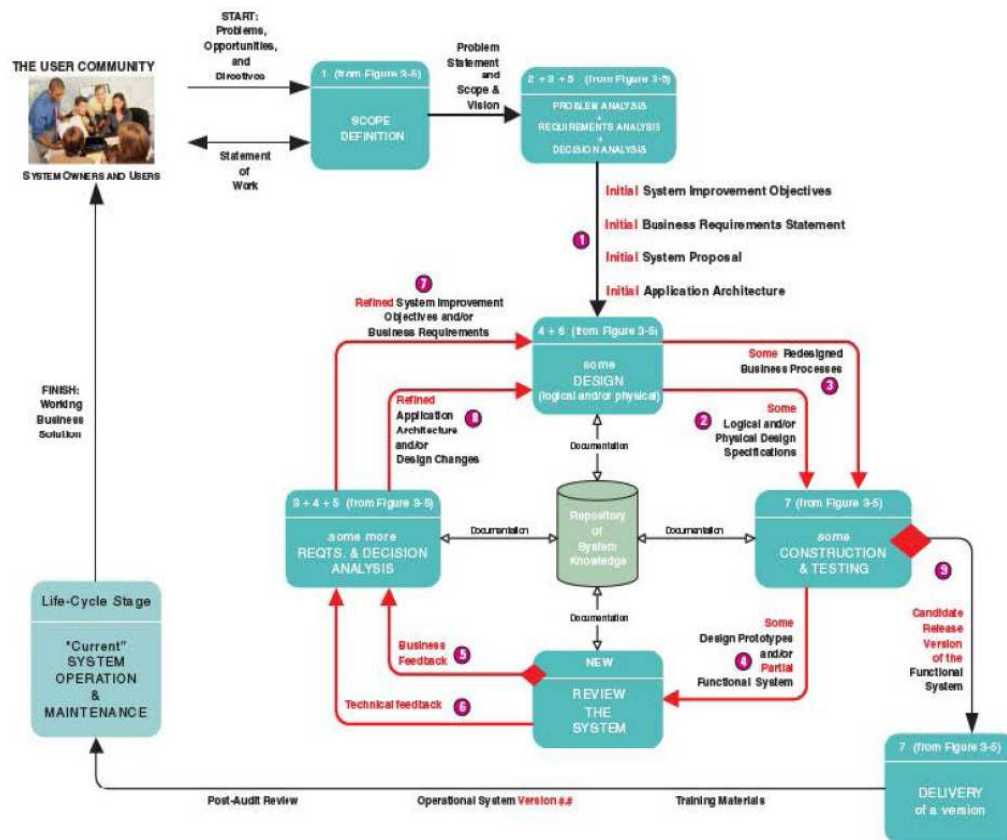 START:
Problems,
Opportunities,
and
Directives
THE USER COMMUNITY
SYSTEM OWNERS AND USERS
Statement
of
Work
1 (from Figure 3-5)
SCOPE
DEFINITION
Problem
Statement
and
Scope &
Vision
2 + 3 + 5 (from Figure 3-5)
PROBLEM ANALYSIS
+
REQUIREMENTS ANALYSIS
+
DECISION ANALYSIS
Initial System Improvement Objectives
Initial Business Requirements Statement
1
Initial System Proposal
Initial Application Architecture
7
Refined System Improvement
Objectives and/or
Business Requirements
4 + 6 (from Figure 3-5)
some
DESIGN
(logical and/or physical)
Some Redesigned
Business Processes
3
FINISH:
Working
Business
Solution
Refined
Application
Architecture
and/or
Design Changes
8
2
Some
Logical and/or
Physical Design
Specifications
Documentation
3 + 4 + 5 (from Figure 3-5)
some more
REQTS. & DECISION
ANALYSIS
Documentation
Repository
of
System
Knowledge
Documentation
7 (from Figure 3-5)
some
CONSTRUCTION
& TESTING
9
Candidate
Release
Version
of the
Functional
System
Documentation
Life-Cycle Stage
"Current"
SYSTEM
OPERATION
&
MAINTENANCE
Business
Feedback
5
Technical feedback
6
NEW
REVIEW
THE
SYSTEM
Some
Design Prototypes
and/or
4
Partial
Functional System
7 (from Figure 3-5)
DELIVERY
of a version
Post-Audit Review
Operational System Version #.#
Training Materials